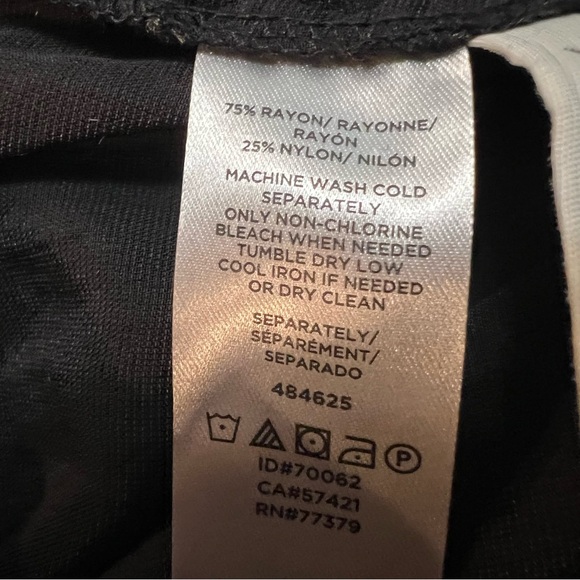 75% RAYON/ RAYONNE/
RAYÓN
25% NYLON/ NILÓN
MACHINE WASH COLD
SEPARATELY
ONLY NON-CHLORINE
BLEACH WHEN NEEDED
TUMBLE DRY LOW
COOL IRON IF NEEDED
OR DRY CLEAN
SEPARATELY/
SÉPARÉMENT/
SEPARADO
484625
P
ID#70062
CA#57421
RN#77379